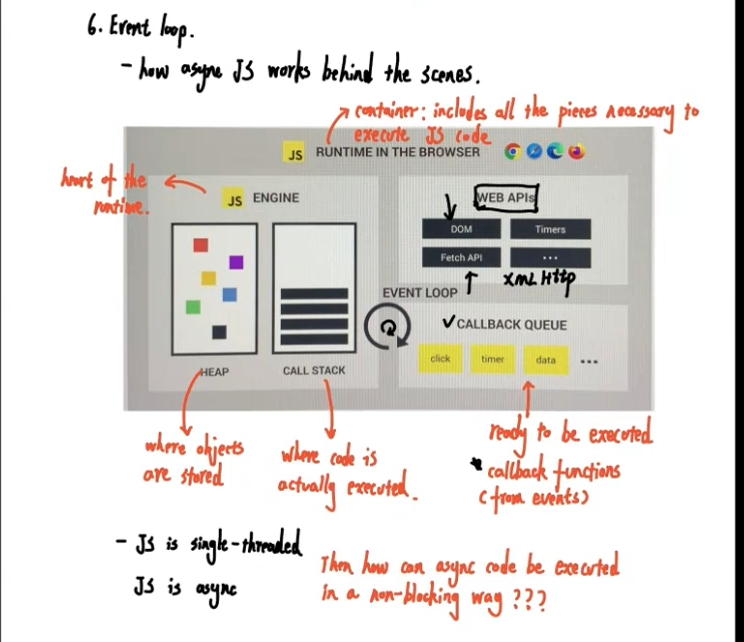 6. Event loop.
- how async JS works behind the scenes.
container: includes all the pieces necessary to
execute JS code
JS RUNTIME IN THE BROWSER
heart of the
runtime.
JS ENGINE
WEB APIs
DOM
Timers
Fetch API
...
XML Http
EVENT LOOP
✓ CALLBACK QUEUE
click
timer
data
...
HEAP
CALL STACK
where objects
are stored
where code is
actually executed.
ready to be executed
* callback functions
(from events)
- JS is single-threaded
JS is async
Then how can async code be executed
in a non-blocking way ???